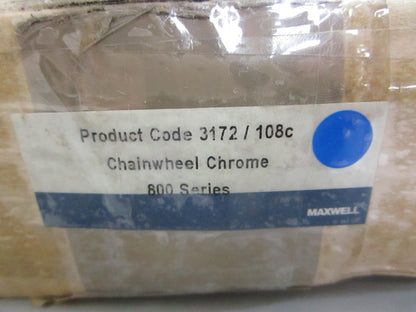 Product Code 3172 / 108c
Chainwheel Chrome
800 Series
MAXWELL